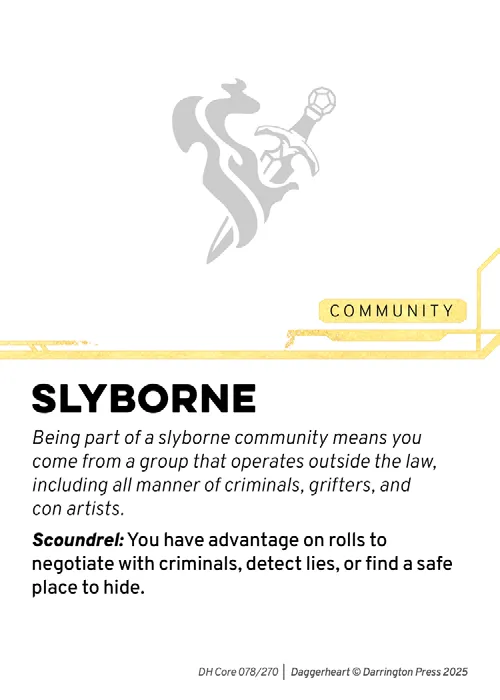 COMMUNITY
SLYBORNE
Being part of a slyborne community means you
come from a group that operates outside the law,
including all manner of criminals, grifters, and
con artists.
Scoundrel: You have advantage on rolls to
negotiate with criminals, detect lies, or find a safe
place to hide.
DH Core 078/270 | Daggerheart © Darrington Press 2025